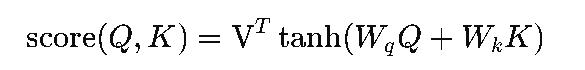 score(Q, K) = V^T tanh(W_q Q + W_k K)